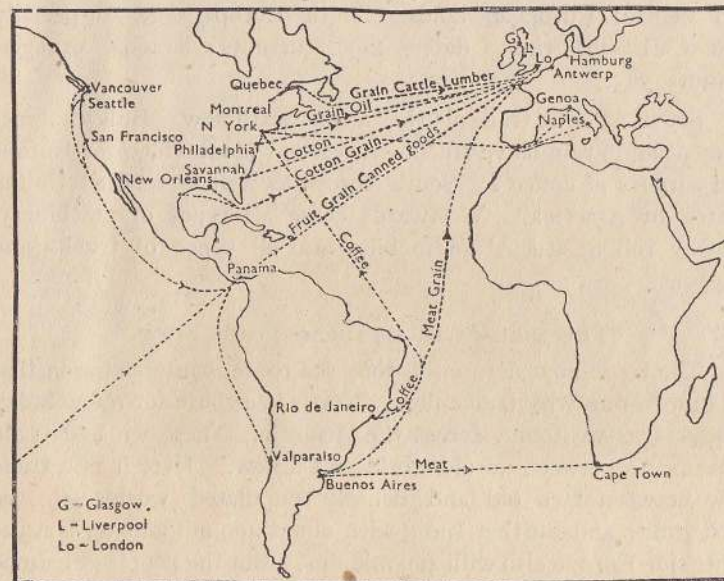 G
L
Lo
Hamburg
Antwerp
Vancouver
Seattle
Quebec
Grain Cattle Lumber
Montreal
Grain Oil
N York
Genoa
Naples
San Francisco
Philadelphia
Cotton
Savannah
Cotton Grain
New Orleans
Fruit Grain Canned goods
Panama
Coffee
Meat Grain
Rio de Janeiro
Coffee
Valparaiso
Buenos Aires
Meat
Cape Town
G - Glasgow.
L - Liverpool
Lo - London